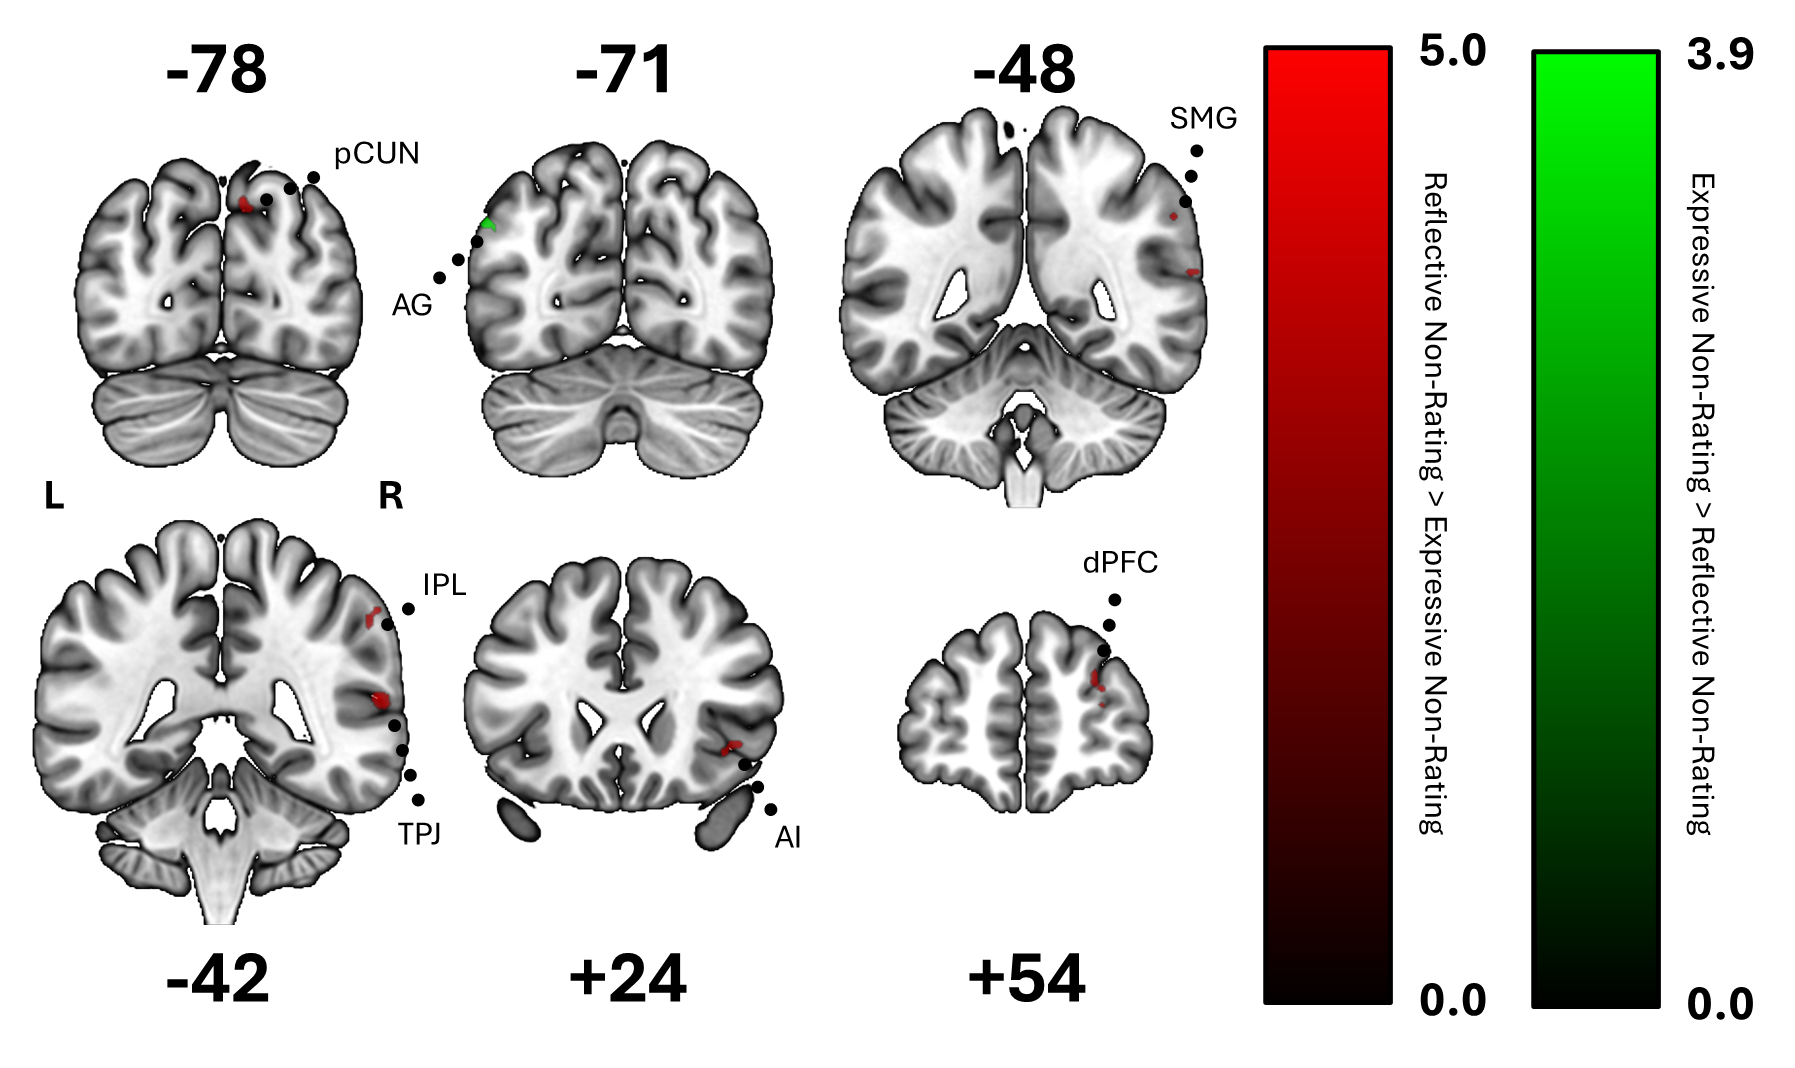 -78
-71
-48
5.0
3.9
pCUN
SMG
AG
Reflective Non-Rating > Expressive Non-Rating
Expressive Non-Rating > Reflective Non-Rating
L
R
IPL
dPFC
TPJ
AI
-42
+24
+54
0.0
0.0